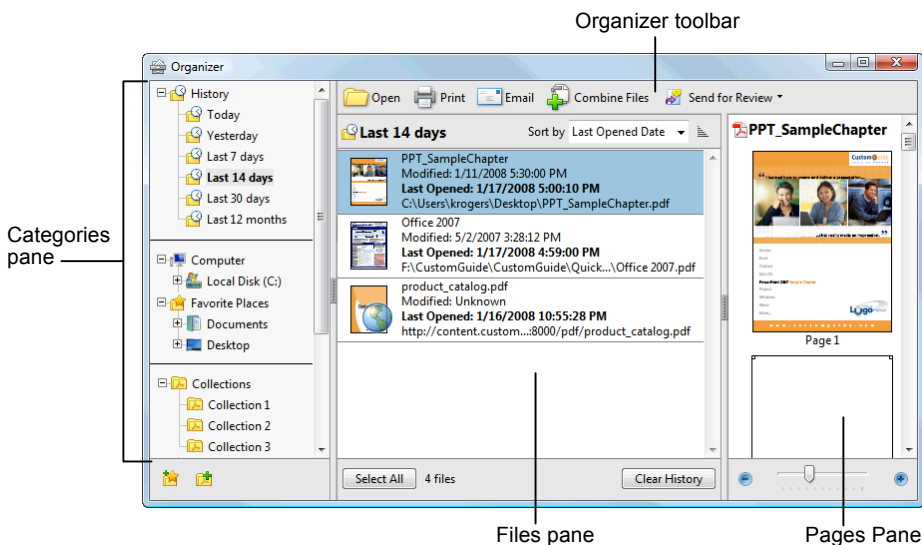 Organizer toolbar
Organizer
History
Today
Yesterday
Last 7 days
Last 14 days
Last 30 days
Last 12 months
Computer
Local Disk (C:)
Favorite Places
Documents
Desktop
Collections
Collection 1
Collection 2
Collection 3
Categories
pane
Open Print Email Combine Files Send for Review
Last 14 days Sort by Last Opened Date
PPT_SampleChapter
Modified: 1/11/2008 5:30:00 PM
Last Opened: 1/17/2008 5:00:10 PM
C:\Users\krogers\Desktop\PPT_SampleChapter.pdf
Office 2007
Modified: 5/2/2007 3:28:12 PM
Last Opened: 1/17/2008 4:59:00 PM
F:\CustomGuide\CustomGuide\Quick...\Office 2007.pdf
product_catalog.pdf
Modified: Unknown
Last Opened: 1/16/2008 10:55:28 PM
http://content.custom...:8000/pdf/product_catalog.pdf
Select All 4 files Clear History
PPT_SampleChapter
CustomGuide
Logo
www.customguide.com
Page 1
Files pane
Pages Pane